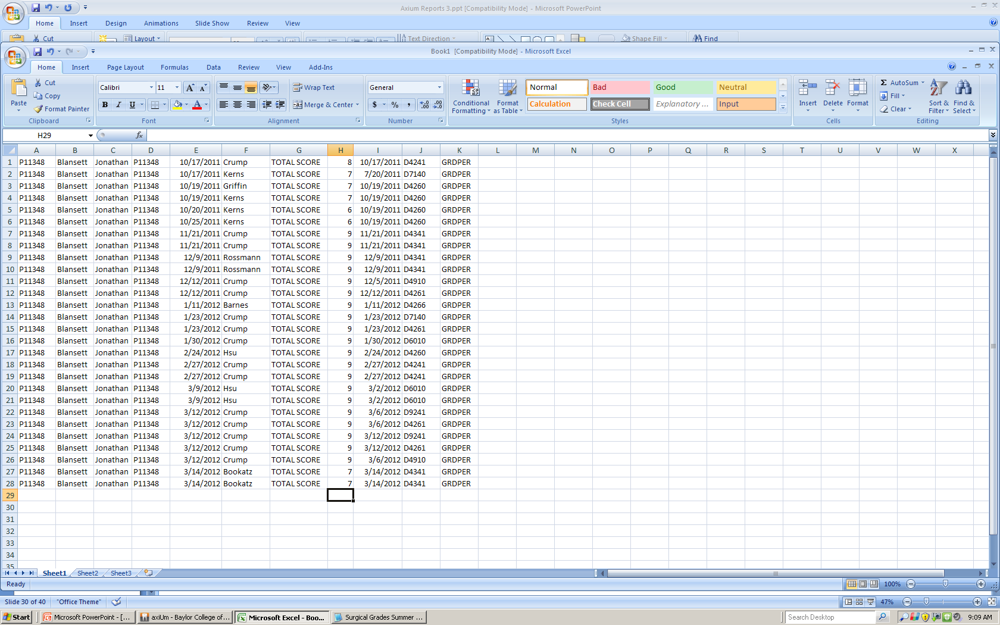 Axium Reports 3.ppt [Compatibility Mode] - Microsoft PowerPoint
Home Insert Design Animations Slide Show Review View
Cut Layout Text Direction Shape Fill Find
Book1 [Compatibility Mode] - Microsoft Excel
Home Insert Page Layout Formulas Data Review View Add-Ins
Cut Calibri 11 A A Wrap Text General Normal Bad Good Neutral Σ AutoSum
Copy Fill
Paste Format Painter B I U A Merge & Center $ % , Conditional Formatting Format as Table Calculation Check Cell Explanatory ... Input Insert Delete Format Clear Sort & Filter Find & Select
Clipboard Font Alignment Number Styles Cells Editing
H29 fx
A B C D E F G H I J K L M N O P Q R S T U V W X
1 P11348 Blansett Jonathan P11348 10/17/2011 Crump TOTAL SCORE 8 10/17/2011 D4241 GRDPER
2 P11348 Blansett Jonathan P11348 10/17/2011 Kerns TOTAL SCORE 7 7/20/2011 D7140 GRDPER
3 P11348 Blansett Jonathan P11348 10/19/2011 Griffin TOTAL SCORE 7 10/19/2011 D4260 GRDPER
4 P11348 Blansett Jonathan P11348 10/19/2011 Kerns TOTAL SCORE 7 10/19/2011 D4260 GRDPER
5 P11348 Blansett Jonathan P11348 10/20/2011 Kerns TOTAL SCORE 6 10/19/2011 D4260 GRDPER
6 P11348 Blansett Jonathan P11348 10/25/2011 Kerns TOTAL SCORE 6 10/19/2011 D4260 GRDPER
7 P11348 Blansett Jonathan P11348 11/21/2011 Crump TOTAL SCORE 9 11/21/2011 D4341 GRDPER
8 P11348 Blansett Jonathan P11348 11/21/2011 Crump TOTAL SCORE 9 11/21/2011 D4341 GRDPER
9 P11348 Blansett Jonathan P11348 12/9/2011 Rossmann TOTAL SCORE 9 12/9/2011 D4341 GRDPER
10 P11348 Blansett Jonathan P11348 12/9/2011 Rossmann TOTAL SCORE 9 12/9/2011 D4341 GRDPER
11 P11348 Blansett Jonathan P11348 12/12/2011 Crump TOTAL SCORE 9 12/5/2011 D4910 GRDPER
12 P11348 Blansett Jonathan P11348 12/12/2011 Crump TOTAL SCORE 9 12/12/2011 D4261 GRDPER
13 P11348 Blansett Jonathan P11348 1/11/2012 Barnes TOTAL SCORE 9 1/11/2012 D4266 GRDPER
14 P11348 Blansett Jonathan P11348 1/23/2012 Crump TOTAL SCORE 9 1/23/2012 D7140 GRDPER
15 P11348 Blansett Jonathan P11348 1/23/2012 Crump TOTAL SCORE 9 1/23/2012 D4261 GRDPER
16 P11348 Blansett Jonathan P11348 1/30/2012 Crump TOTAL SCORE 9 1/30/2012 D6010 GRDPER
17 P11348 Blansett Jonathan P11348 2/24/2012 Hsu TOTAL SCORE 9 2/24/2012 D4260 GRDPER
18 P11348 Blansett Jonathan P11348 2/27/2012 Crump TOTAL SCORE 9 2/27/2012 D4241 GRDPER
19 P11348 Blansett Jonathan P11348 2/27/2012 Crump TOTAL SCORE 9 2/27/2012 D4241 GRDPER
20 P11348 Blansett Jonathan P11348 3/9/2012 Hsu TOTAL SCORE 9 3/2/2012 D6010 GRDPER
21 P11348 Blansett Jonathan P11348 3/9/2012 Hsu TOTAL SCORE 9 3/2/2012 D6010 GRDPER
22 P11348 Blansett Jonathan P11348 3/12/2012 Crump TOTAL SCORE 9 3/6/2012 D9241 GRDPER
23 P11348 Blansett Jonathan P11348 3/12/2012 Crump TOTAL SCORE 9 3/6/2012 D4261 GRDPER
24 P11348 Blansett Jonathan P11348 3/12/2012 Crump TOTAL SCORE 9 3/12/2012 D9241 GRDPER
25 P11348 Blansett Jonathan P11348 3/12/2012 Crump TOTAL SCORE 9 3/12/2012 D4261 GRDPER
26 P11348 Blansett Jonathan P11348 3/12/2012 Crump TOTAL SCORE 9 3/6/2012 D4910 GRDPER
27 P11348 Blansett Jonathan P11348 3/14/2012 Bookatz TOTAL SCORE 7 3/14/2012 D4341 GRDPER
28 P11348 Blansett Jonathan P11348 3/14/2012 Bookatz TOTAL SCORE 7 3/14/2012 D4341 GRDPER
29
30
31
32
33
34
35
Sheet1 Sheet2 Sheet3
Ready 100%
Slide 30 of 40 "Office Theme" 47%
Start Microsoft PowerPoint - [... axiUm - Baylor College of... Microsoft Excel - Boo... Surgical Grades Summer ... Search Desktop 9:09 AM